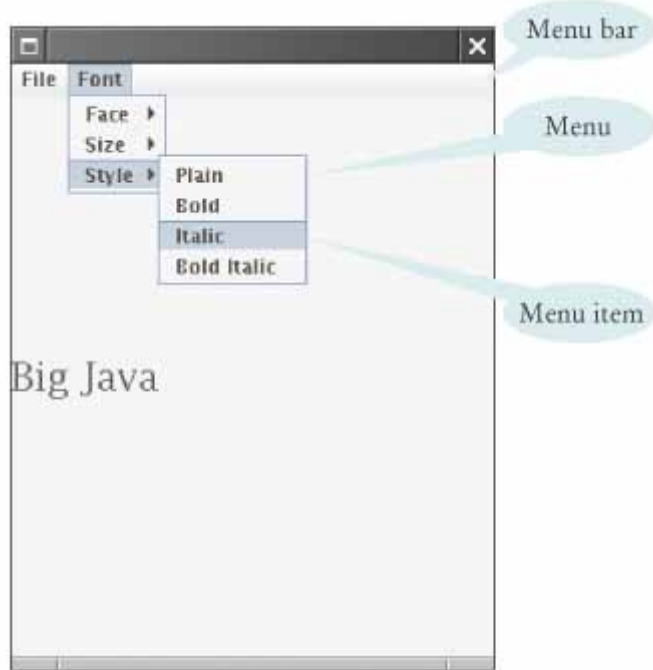 Menu bar
File Font
Face
Menu
Size
Style Plain
Bold
Italic
Bold Italic
Menu item
Big Java